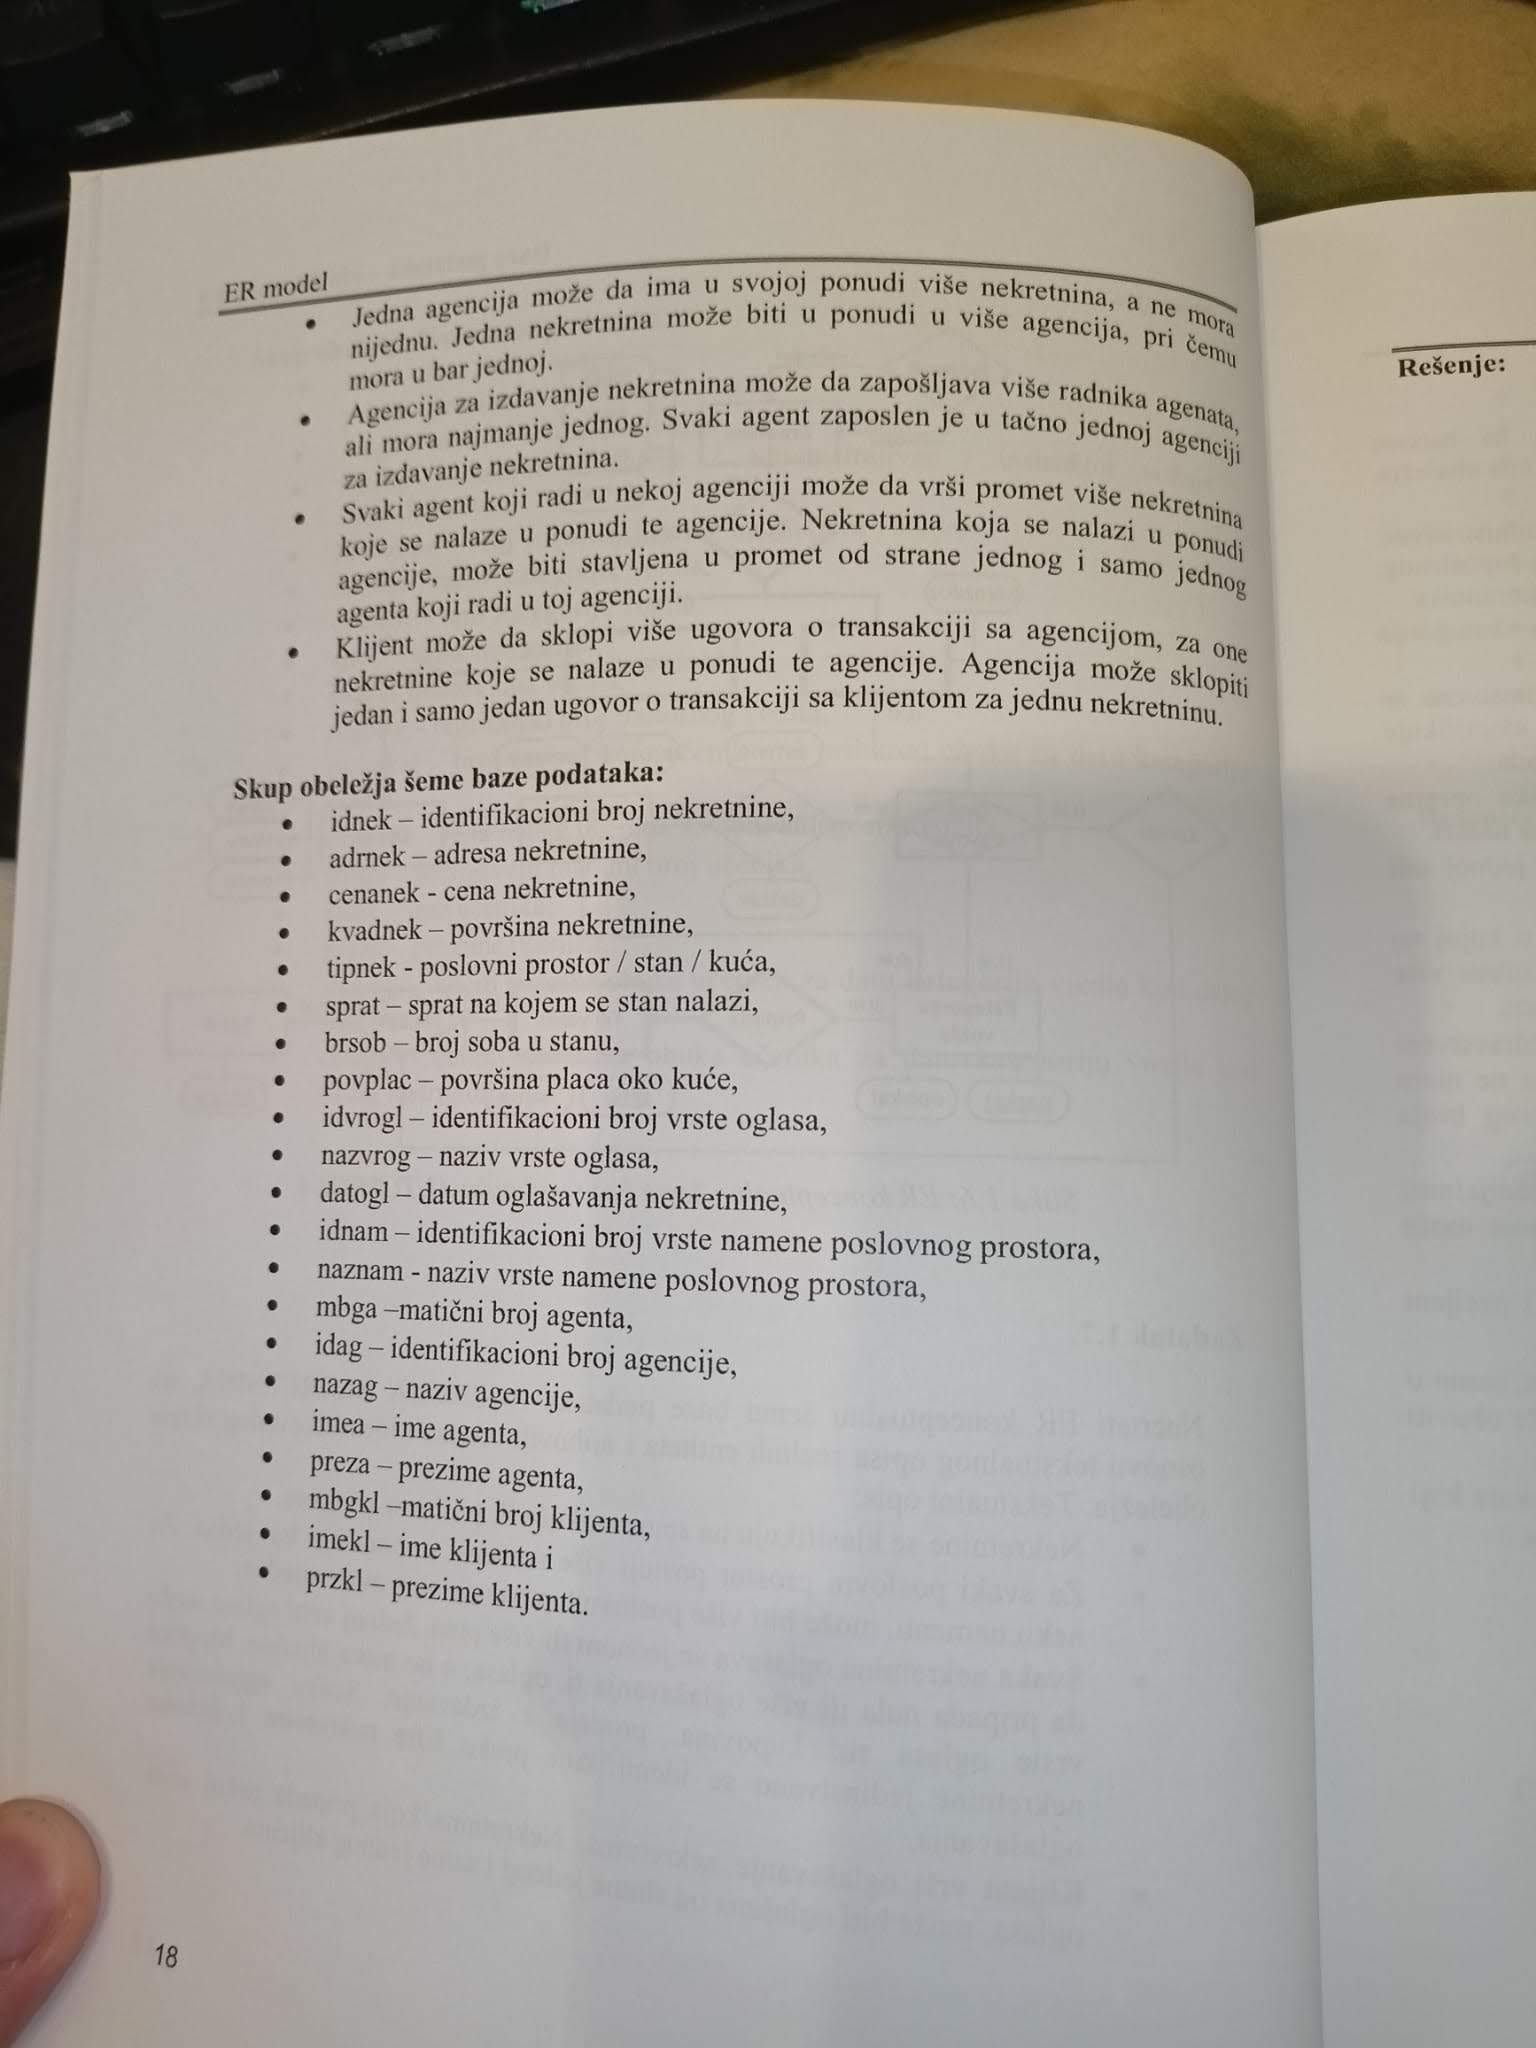 ER model
• Jedna agencija može da ima u svojoj ponudi više nekretnina, a ne mora
nijednu. Jedna nekretnina može biti u ponudi u više agencija, pri čemu
mora u bar jednoj.
• Agencija za izdavanje nekretnina može da zapošljava više radnika agenata,
ali mora najmanje jednog. Svaki agent zaposlen je u tačno jednoj agenciji
za izdavanje nekretnina.
• Svaki agent koji radi u nekoj agenciji može da vrši promet više nekretnina
koje se nalaze u ponudi te agencije. Nekretnina koja se nalazi u ponudi
agencije, može biti stavljena u promet od strane jednog i samo jednog
agenta koji radi u toj agenciji.
• Klijent može da sklopi više ugovora o transakciji sa agencijom, za one
nekretnine koje se nalaze u ponudi te agencije. Agencija može sklopiti
jedan i samo jedan ugovor o transakciji sa klijentom za jednu nekretninu.
Skup obeležja šeme baze podataka:
• idnek – identifikacioni broj nekretnine,
• adrnek – adresa nekretnine,
• cenanek - cena nekretnine,
• kvadnek – površina nekretnine,
• tipnek - poslovni prostor / stan / kuća,
• sprat – sprat na kojem se stan nalazi,
• brsob – broj soba u stanu,
• povplac – površina placa oko kuće,
• idvrogl – identifikacioni broj vrste oglasa,
• nazvrog – naziv vrste oglasa,
• datogl – datum oglašavanja nekretnine,
• idnam – identifikacioni broj vrste namene poslovnog prostora,
• naznam - naziv vrste namene poslovnog prostora,
• mbga –matični broj agenta,
• idag – identifikacioni broj agencije,
• nazag – naziv agencije,
• imea – ime agenta,
• preza – prezime agenta,
• mbgkl –matični broj klijenta,
• imekl – ime klijenta i
• przkl – prezime klijenta.
18
Rešenje: